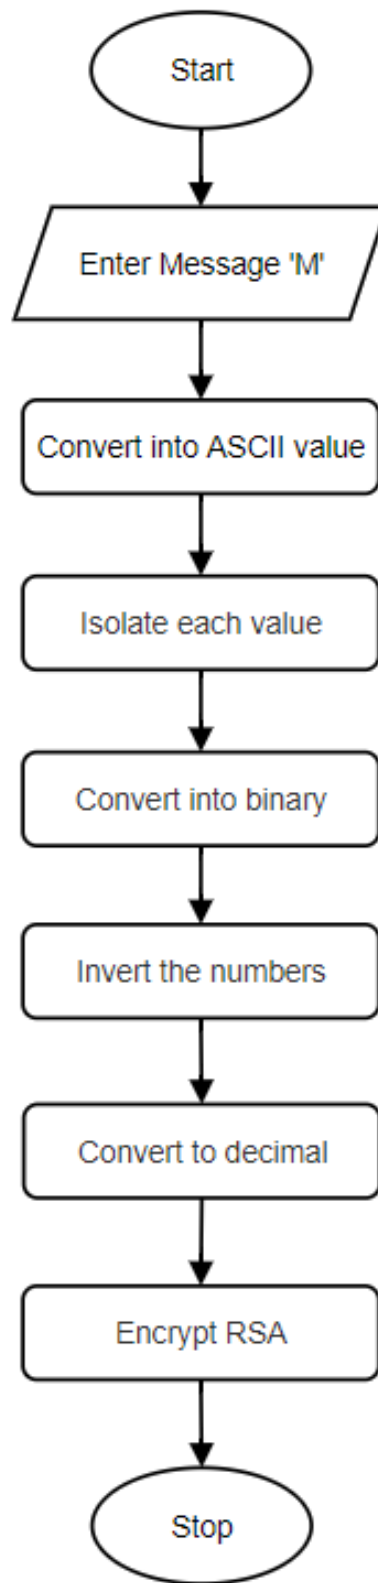 Start
Enter Message 'M'
Convert into ASCII value
Isolate each value
Convert into binary
Invert the numbers
Convert to decimal
Encrypt RSA
Stop